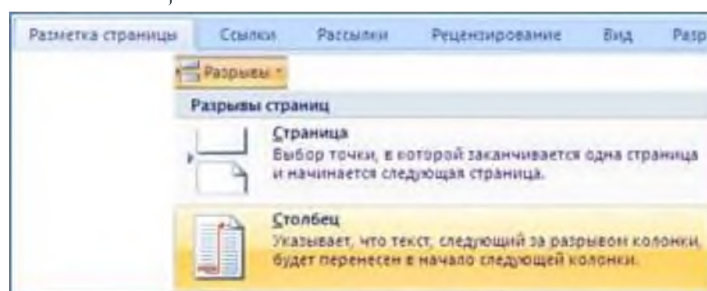 Разметка страницы Ссылки Рассылки Рецензирование Вид Разр
Разрывы
Разрывы страниц
Страница
Выбор точки, в которой заканчивается одна страница
и начинается следующая страница.
Столбец
Указывает, что текст, следующий за разрывом колонки,
будет перенесен в начало следующей колонки.